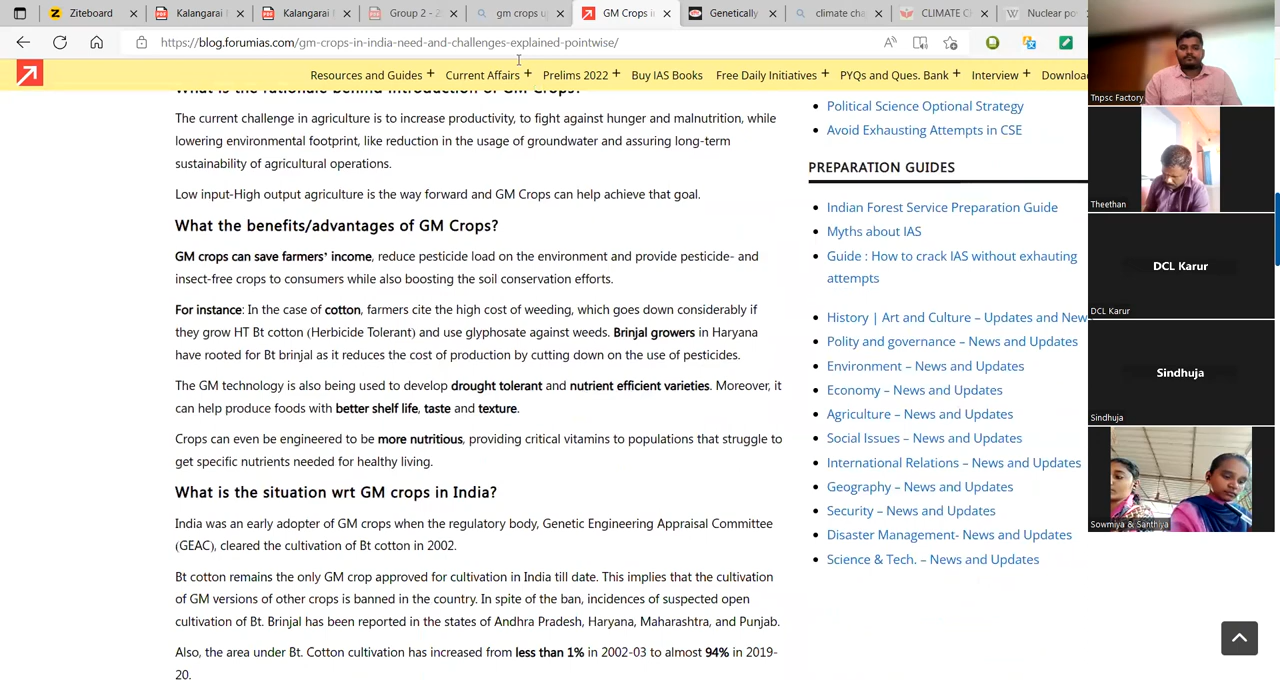 Ziteboard
Kalangarai
Kalangarai
Group 2 - 2
gm crops u
GM Crops i
Genetically
climate cha
CLIMATE C
Nuclear po
https://blog.forumias.com/gm-crops-in-india-need-and-challenges-explained-pointwise/
Resources and Guides + Current Affairs + Prelims 2022 + Buy IAS Books Free Daily Initiatives + PYQs and Ques. Bank + Interview + Downloa
What is the rationale behind introduction of GM Crops?
The current challenge in agriculture is to increase productivity, to fight against hunger and malnutrition, while
lowering environmental footprint, like reduction in the usage of groundwater and assuring long-term
sustainability of agricultural operations.
Low input-High output agriculture is the way forward and GM Crops can help achieve that goal.
What the benefits/advantages of GM Crops?
GM crops can save farmers’ income, reduce pesticide load on the environment and provide pesticide- and
insect-free crops to consumers while also boosting the soil conservation efforts.
For instance: In the case of cotton, farmers cite the high cost of weeding, which goes down considerably if
they grow HT Bt cotton (Herbicide Tolerant) and use glyphosate against weeds. Brinjal growers in Haryana
have rooted for Bt brinjal as it reduces the cost of production by cutting down on the use of pesticides.
The GM technology is also being used to develop drought tolerant and nutrient efficient varieties. Moreover, it
can help produce foods with better shelf life, taste and texture.
Crops can even be engineered to be more nutritious, providing critical vitamins to populations that struggle to
get specific nutrients needed for healthy living.
What is the situation wrt GM crops in India?
India was an early adopter of GM crops when the regulatory body, Genetic Engineering Appraisal Committee
(GEAC), cleared the cultivation of Bt cotton in 2002.
Bt cotton remains the only GM crop approved for cultivation in India till date. This implies that the cultivation
of GM versions of other crops is banned in the country. In spite of the ban, incidences of suspected open
cultivation of Bt. Brinjal has been reported in the states of Andhra Pradesh, Haryana, Maharashtra, and Punjab.
Also, the area under Bt. Cotton cultivation has increased from less than 1% in 2002-03 to almost 94% in 2019-
20.
Political Science Optional Strategy
Avoid Exhausting Attempts in CSE
PREPARATION GUIDES
Indian Forest Service Preparation Guide
Myths about IAS
Guide : How to crack IAS without exhauting
attempts
History | Art and Culture – Updates and New
Polity and governance – News and Updates
Environment – News and Updates
Economy – News and Updates
Agriculture – News and Updates
Social Issues – News and Updates
International Relations – News and Updates
Geography – News and Updates
Security – News and Updates
Disaster Management- News and Updates
Science & Tech. – News and Updates
Tnpsc Factory
Theethan
DCL Karur
DCL Karur
Sindhuja
Sindhuja
Sowmiya & Santhiya